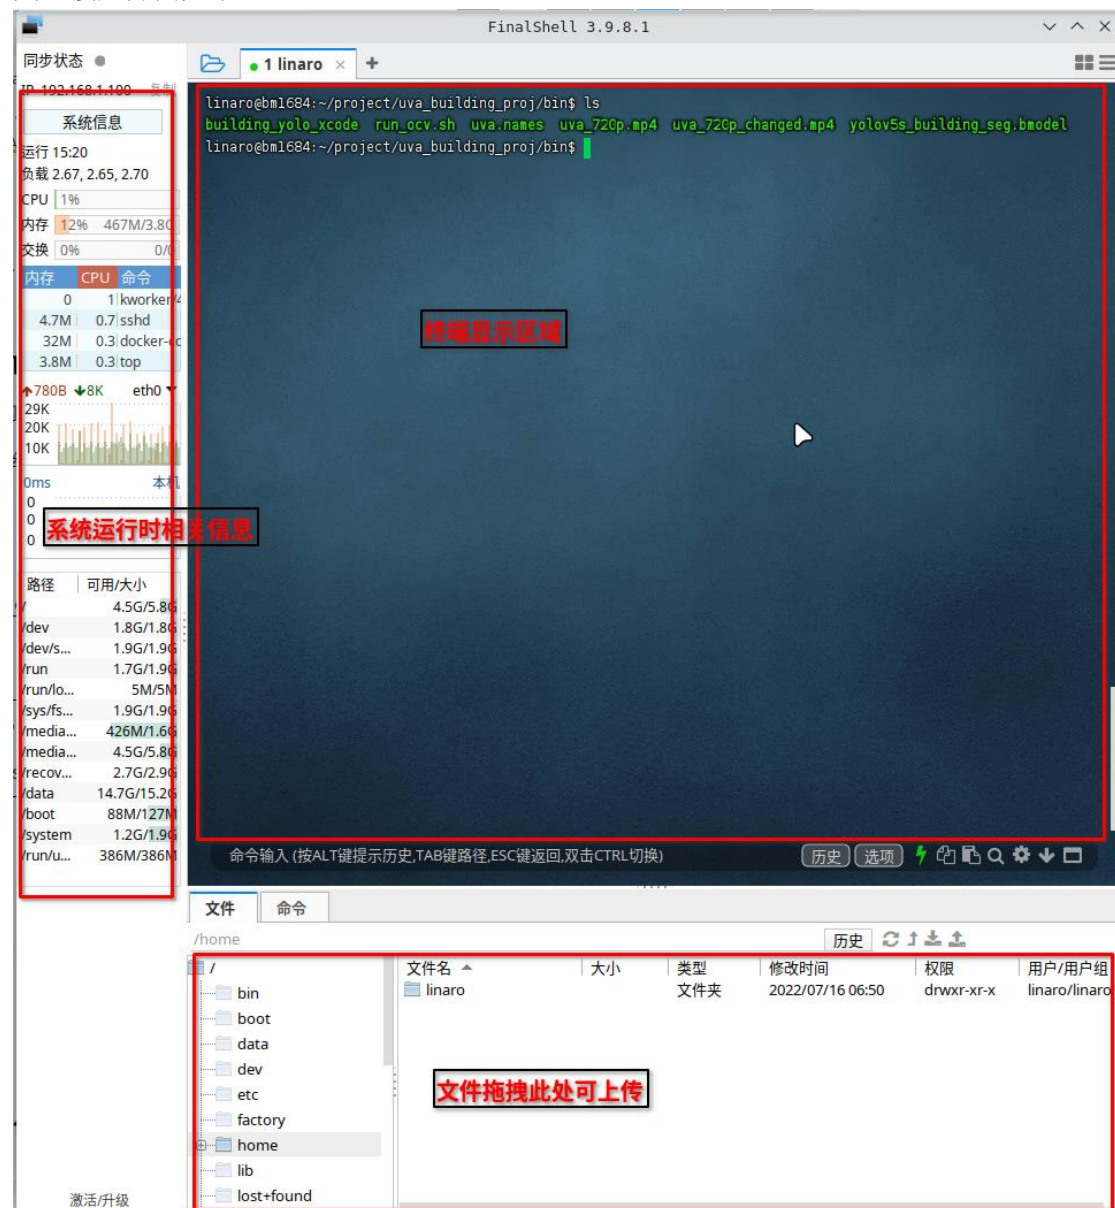 FinalShell 3.9.8.1
同步状态
1 linaro
IP 192.168.1.100 复制
系统信息
运行 15:20
负载 2.67, 2.65, 2.70
CPU 1%
内存 12% 467M/3.8G
交换 0% 0/0
内存 CPU 命令
0 1 kworker/4
4.7M 0.7 sshd
32M 0.3 docker-co
3.8M 0.3 top
780B 8K eth0
29K
20K
10K
0ms 本机
0
0
0
系统运行时相关信息
路径 可用/大小
/ 4.5G/5.8G
/dev 1.8G/1.8G
/dev/s... 1.9G/1.9G
/run 1.7G/1.9G
/run/lo... 5M/5M
/sys/fs... 1.9G/1.9G
/media... 426M/1.6G
/media... 4.5G/5.8G
/recov... 2.7G/2.9G
/data 14.7G/15.2G
/boot 88M/127M
/system 1.2G/1.9G
/run/u... 386M/386M
激活/升级
linaro@bm1684:~/project/uva_building_proj/bin$ ls
building_yolo_xcode run_ocv.sh uva.names uva_720p.mp4 uva_720p_changed.mp4 yolov5s_building_seg.bmodel
linaro@bm1684:~/project/uva_building_proj/bin$
终端显示区域
命令输入 (按ALT键提示历史,TAB键路径,ESC键返回,双击CTRL切换)
历史 选项
文件 命令
/home 历史
/
bin
boot
data
dev
etc
factory
home
lib
lost+found
文件名 大小 类型 修改时间 权限 用户/用户组
linaro 文件夹 2022/07/16 06:50 drwxr-xr-x linaro/linaro
文件拖拽此处可上传